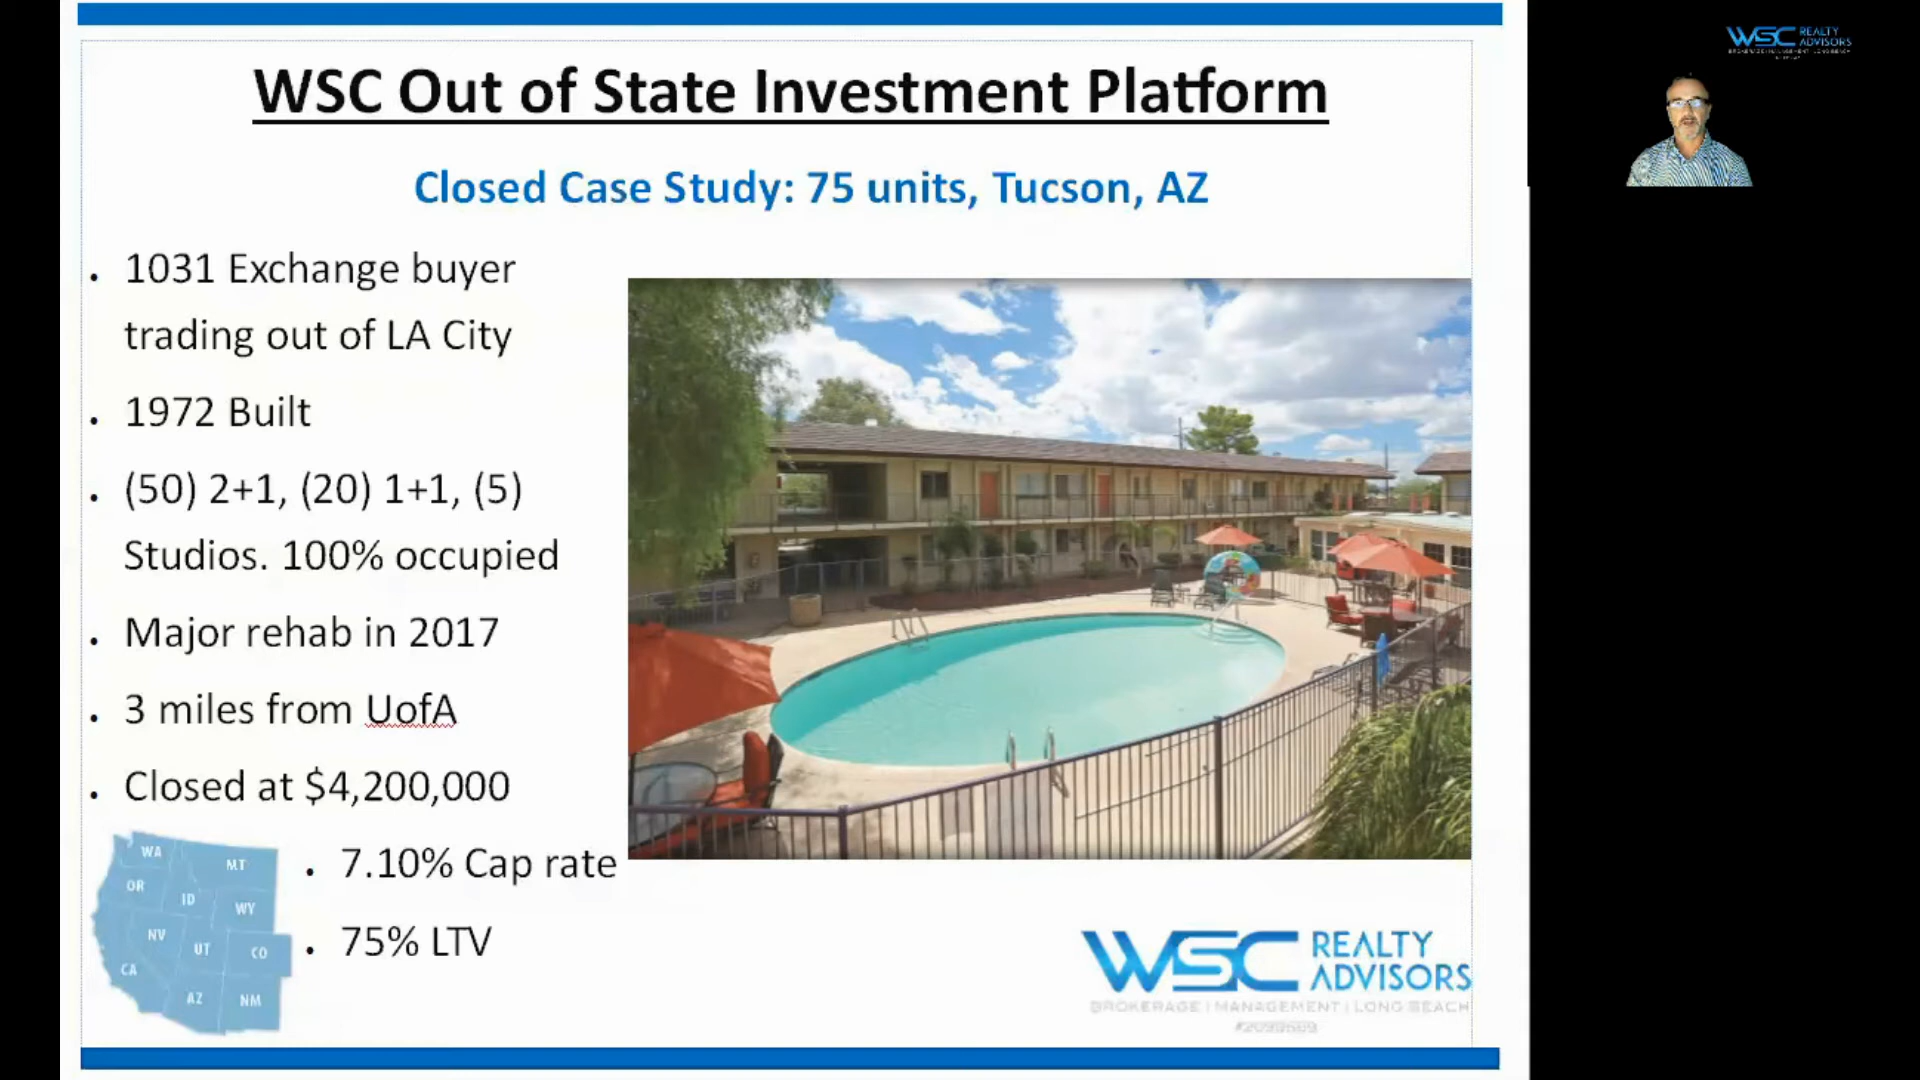 WSC Out of State Investment Platform
Closed Case Study: 75 units, Tucson, AZ
• 1031 Exchange buyer
trading out of LA City
• 1972 Built
• (50) 2+1, (20) 1+1, (5)
Studios. 100% occupied
• Major rehab in 2017
• 3 miles from UofA
• Closed at $4,200,000
• 7.10% Cap rate
• 75% LTV
WA
MT
OR
ID
WY
NV
UT
CO
CA
AZ
NM
WSC REALTY
ADVISORS
BROKERAGE | MANAGEMENT | LONG BEACH
WSC REALTY
ADVISORS